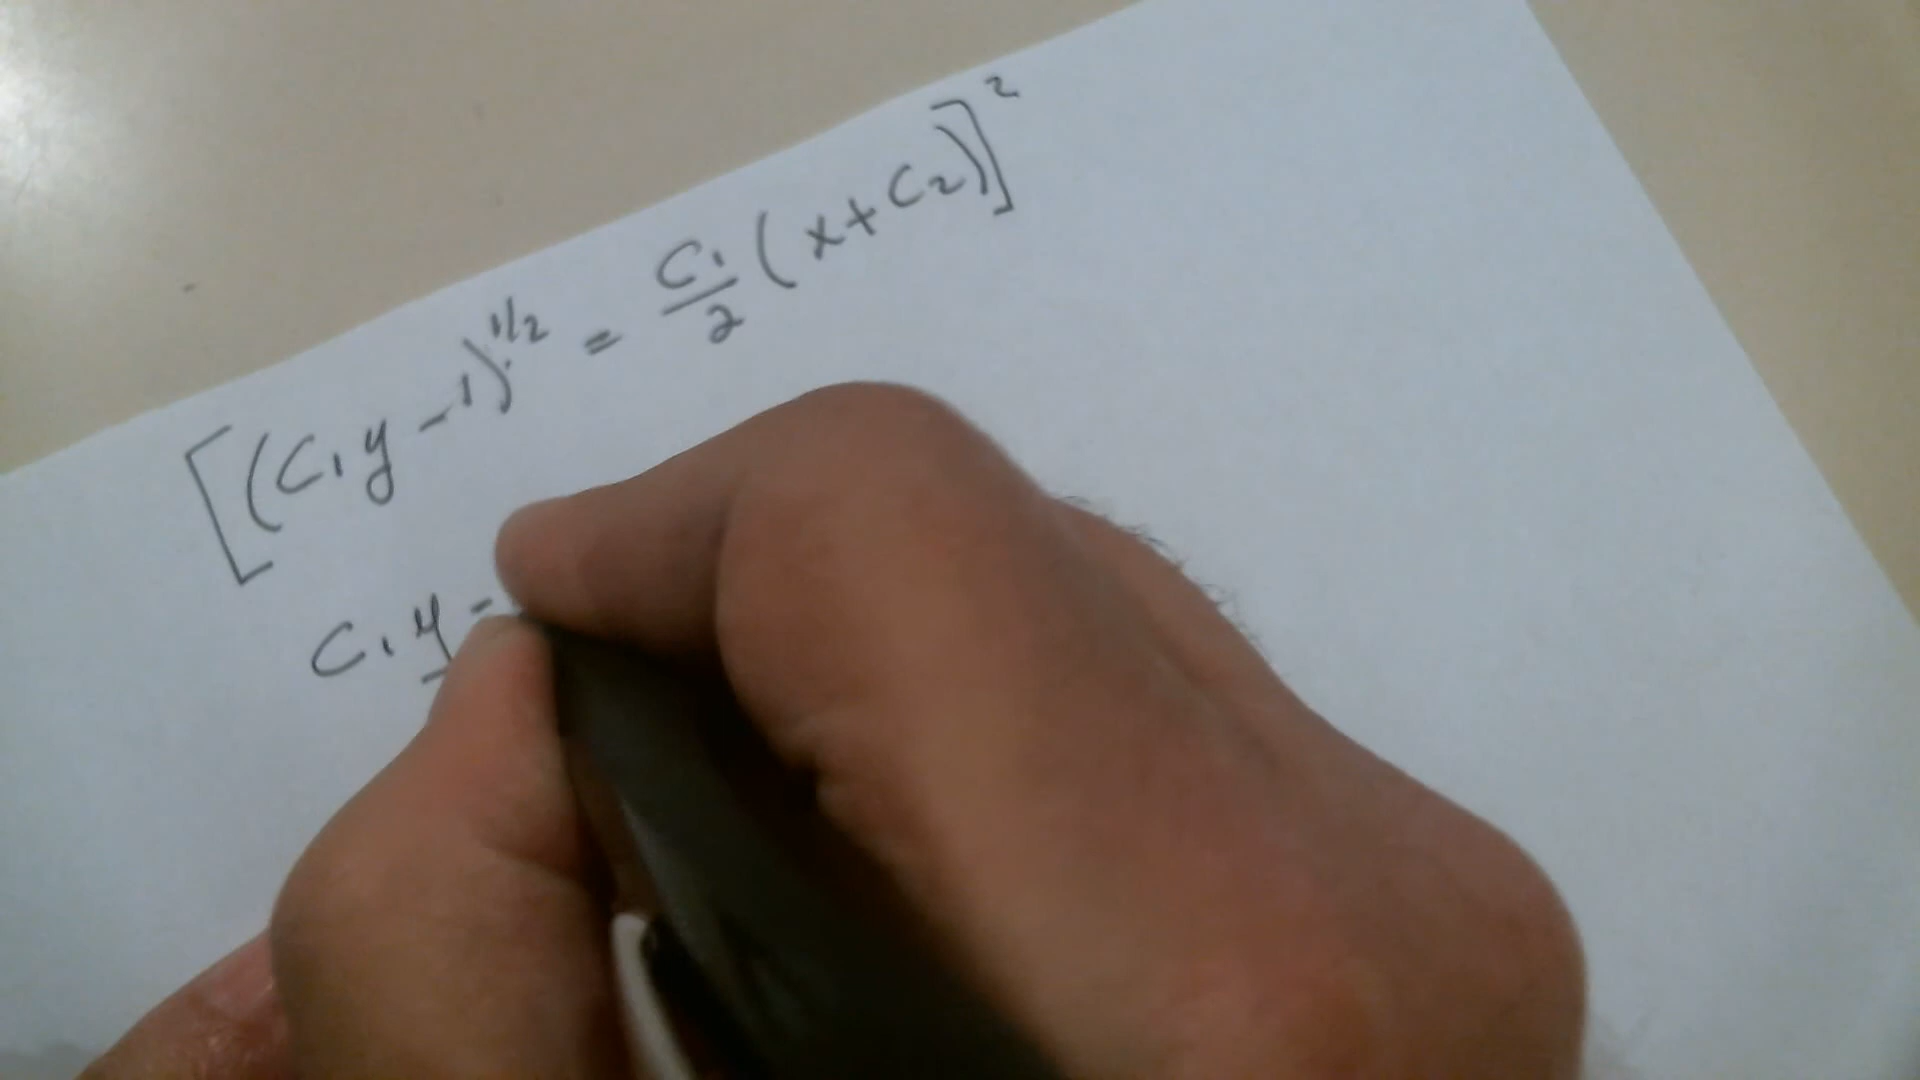 [(C₁y-1)^1/2 = C₁/2 (x+C₂)]²
C₁y-